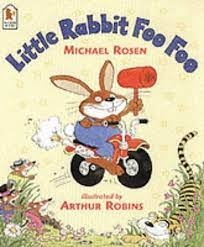 Little Rabbit Foo Foo
MICHAEL ROSEN
illustrated by
ARTHUR ROBINS